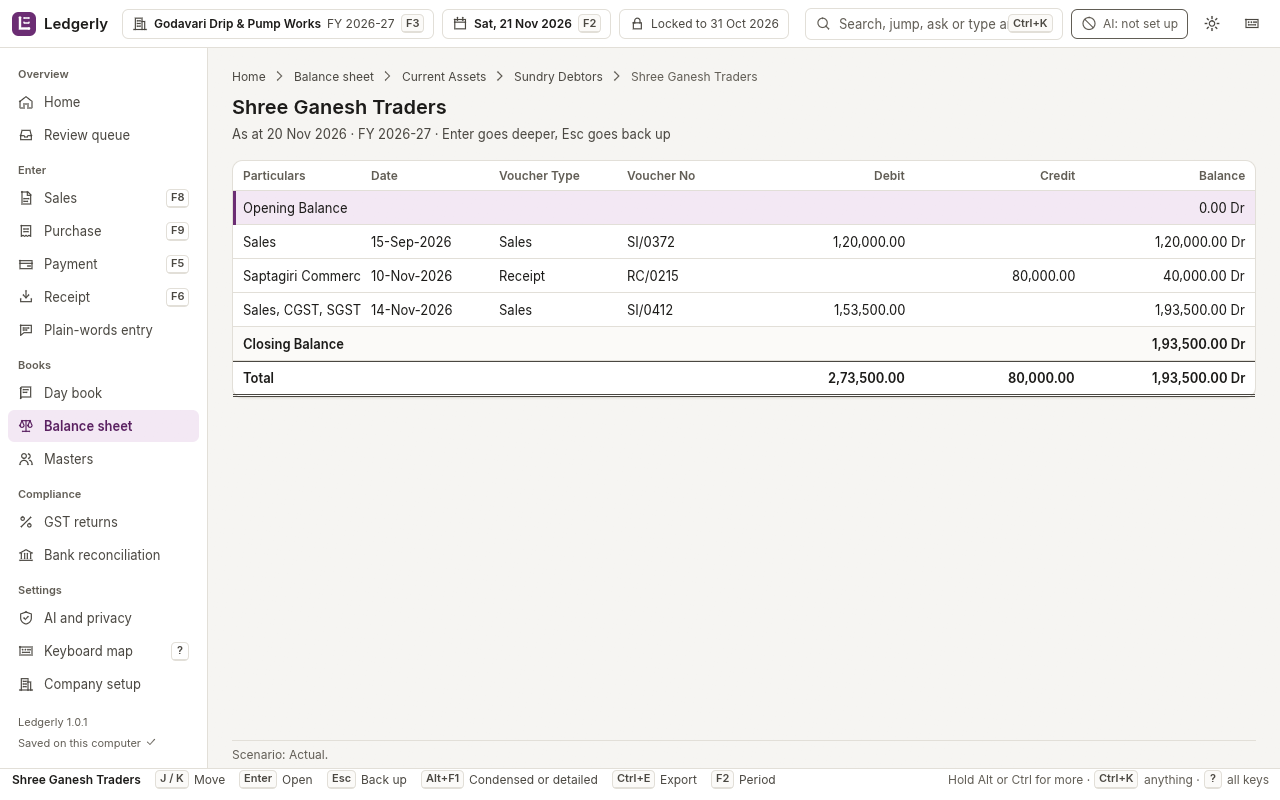 Ledgerly
Godavari Drip & Pump Works FY 2026-27 F3
Sat, 21 Nov 2026 F2
Locked to 31 Oct 2026
Search, jump, ask or type a Ctrl+K
AI: not set up
Overview
Home
Review queue
Enter
Sales F8
Purchase F9
Payment F5
Receipt F6
Plain-words entry
Books
Day book
Balance sheet
Masters
Compliance
GST returns
Bank reconciliation
Settings
AI and privacy
Keyboard map ?
Company setup
Ledgerly 1.0.1
Saved on this computer
Home Balance sheet Current Assets Sundry Debtors Shree Ganesh Traders
Shree Ganesh Traders
As at 20 Nov 2026 · FY 2026-27 · Enter goes deeper, Esc goes back up
Particulars Date Voucher Type Voucher No Debit Credit Balance
Opening Balance 0.00 Dr
Sales 15-Sep-2026 Sales SI/0372 1,20,000.00 1,20,000.00 Dr
Saptagiri Commerc 10-Nov-2026 Receipt RC/0215 80,000.00 40,000.00 Dr
Sales, CGST, SGST 14-Nov-2026 Sales SI/0412 1,53,500.00 1,93,500.00 Dr
Closing Balance 1,93,500.00 Dr
Total 2,73,500.00 80,000.00 1,93,500.00 Dr
Scenario: Actual.
Shree Ganesh Traders J / K Move Enter Open Esc Back up Alt+F1 Condensed or detailed Ctrl+E Export F2 Period Hold Alt or Ctrl for more · Ctrl+K anything · ? all keys